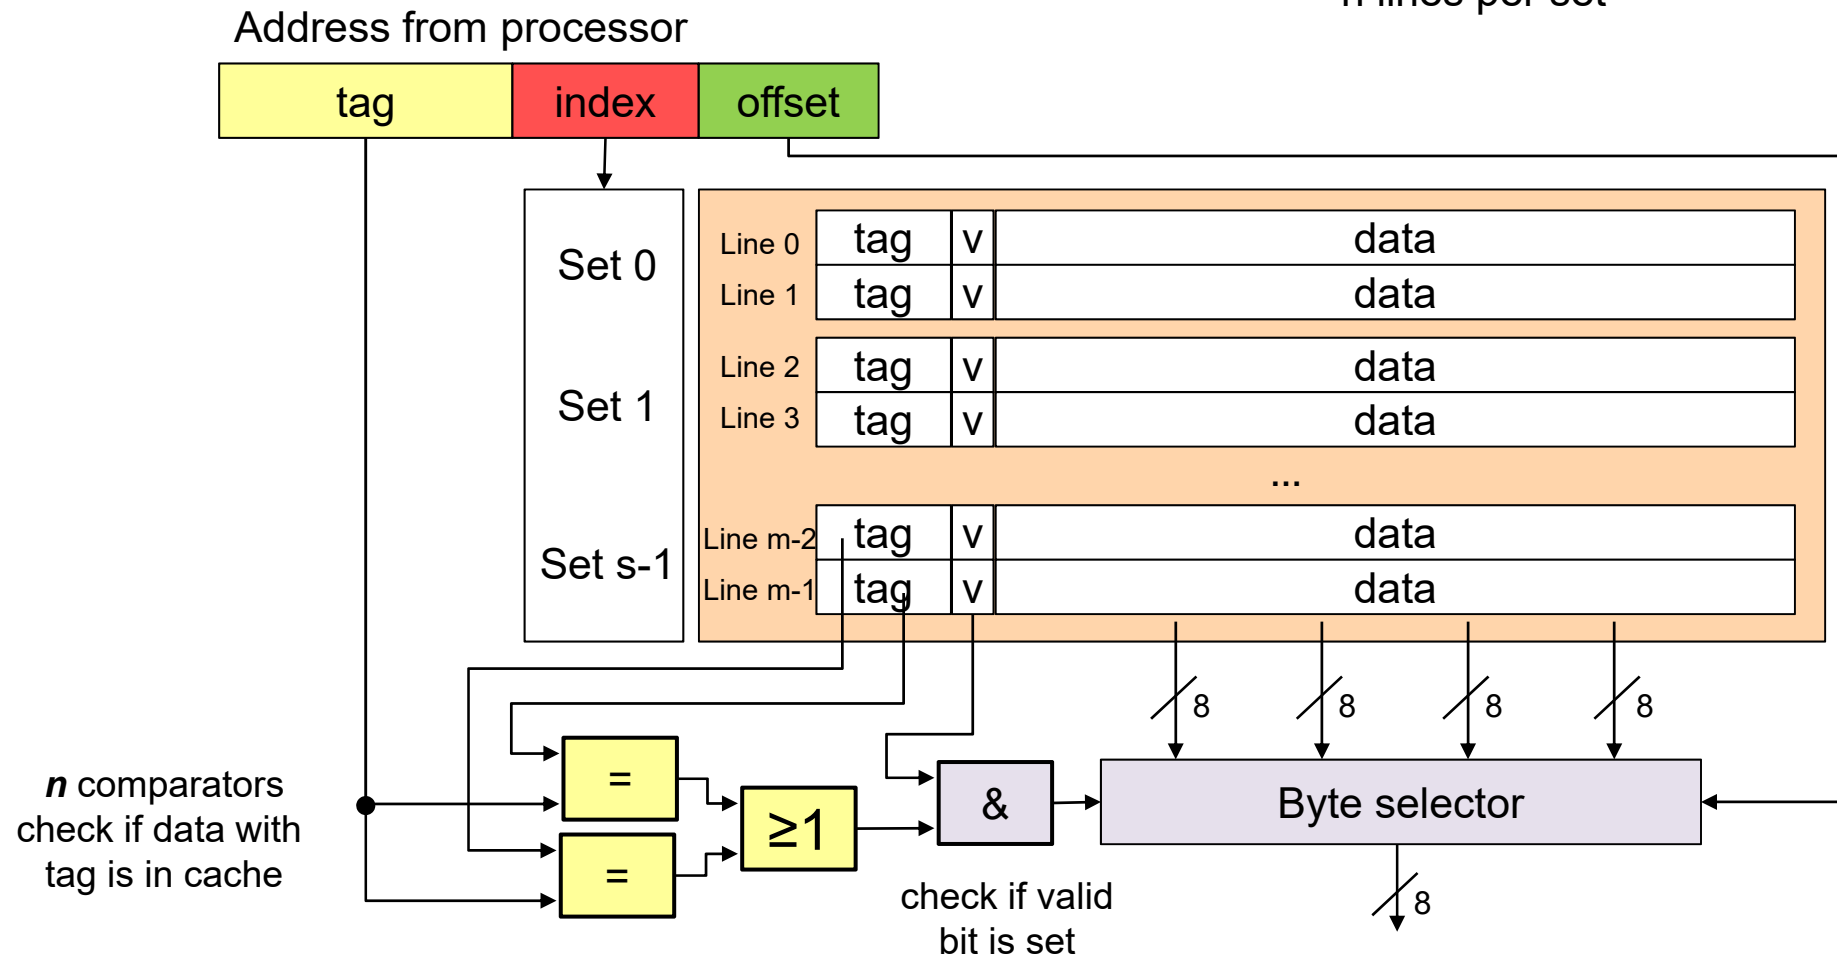 n lines per set
Address from processor
tag index offset
Set 0
Line 0 tag v data
Line 1 tag v data
Set 1
Line 2 tag v data
Line 3 tag v data
...
Set s-1
Line m-2 tag v data
Line m-1 tag v data
8 8 8 8
n comparators
check if data with
tag is in cache
=
=
≥1
&
check if valid
bit is set
Byte selector
8